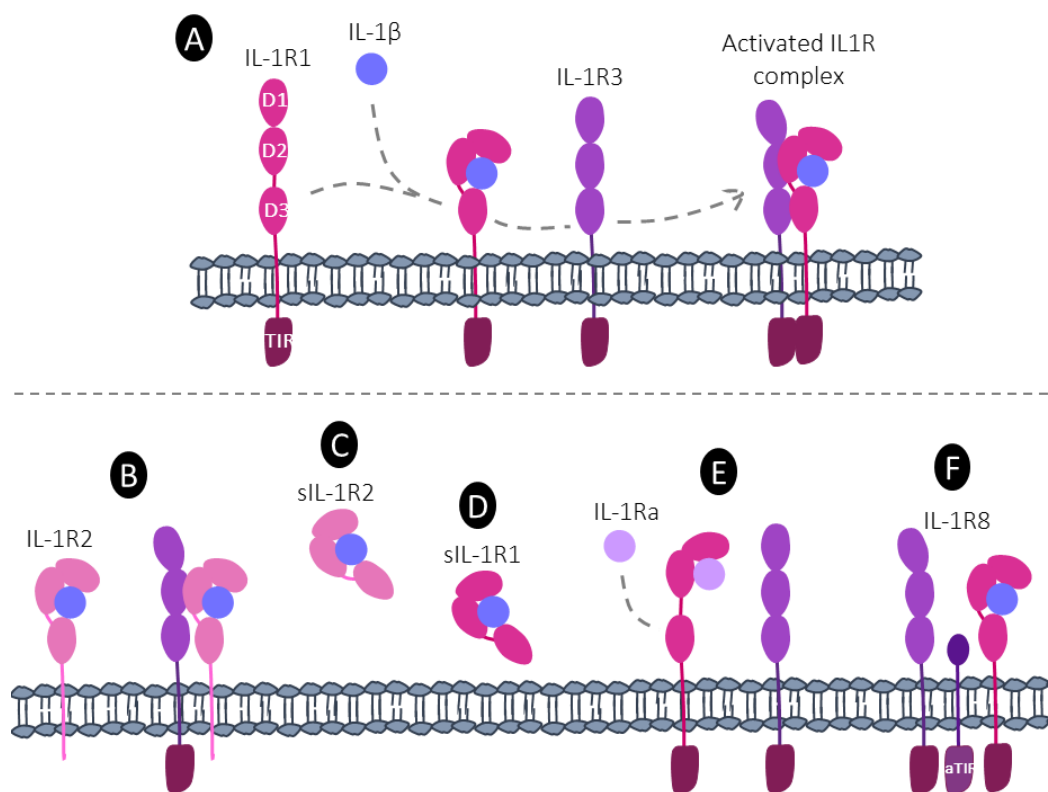 A
IL-1R1
IL-1β
IL-1R3
Activated IL1R
complex
D1
D2
D3
TIR
B
IL-1R2
C
sIL-1R2
D
sIL-1R1
E
IL-1Ra
F
IL-1R8
aTIR